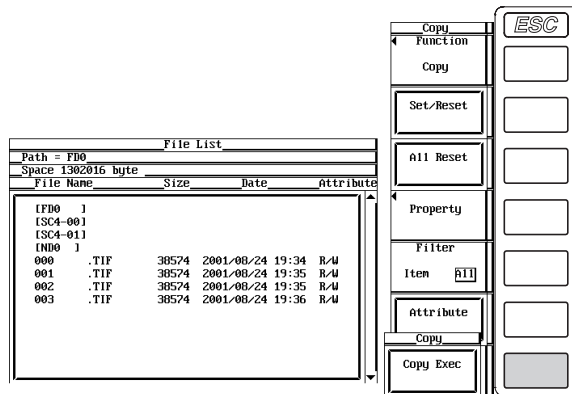 File List
Path = FD0
Space 1302016 byte
File Name Size Date Attribute
[FD0 ]
[SC4-00]
[SC4-01]
[ND0 ]
000 .TIF 38574 2001/08/24 19:34 R/W
001 .TIF 38574 2001/08/24 19:35 R/W
002 .TIF 38574 2001/08/24 19:35 R/W
003 .TIF 38574 2001/08/24 19:36 R/W
Copy
Function
Copy
Set/Reset
All Reset
Property
Filter
Item All
Attribute
Copy
Copy Exec
ESC